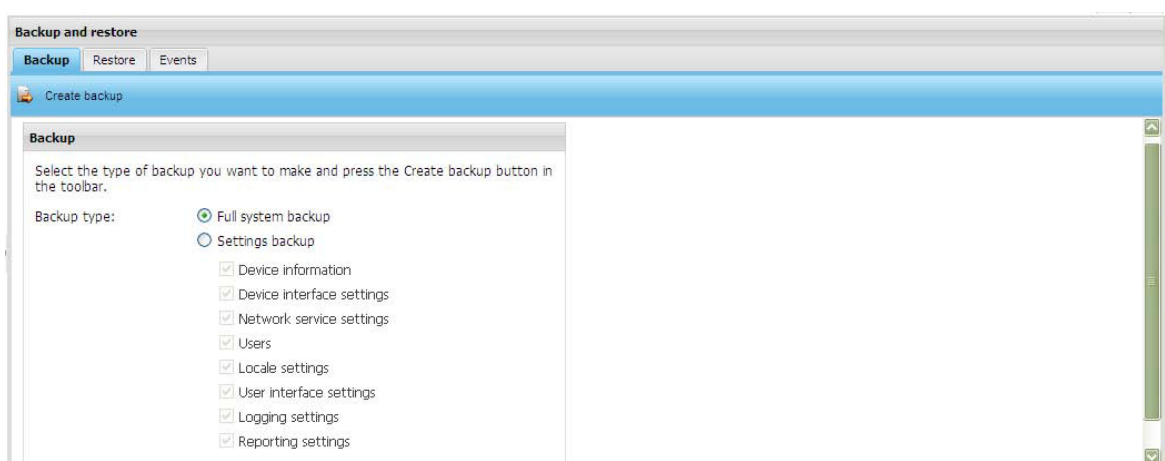 Backup and restore
Backup Restore Events
Create backup
Backup
Select the type of backup you want to make and press the Create backup button in
the toolbar.
Backup type: Full system backup
Settings backup
Device information
Device interface settings
Network service settings
Users
Locale settings
User interface settings
Logging settings
Reporting settings